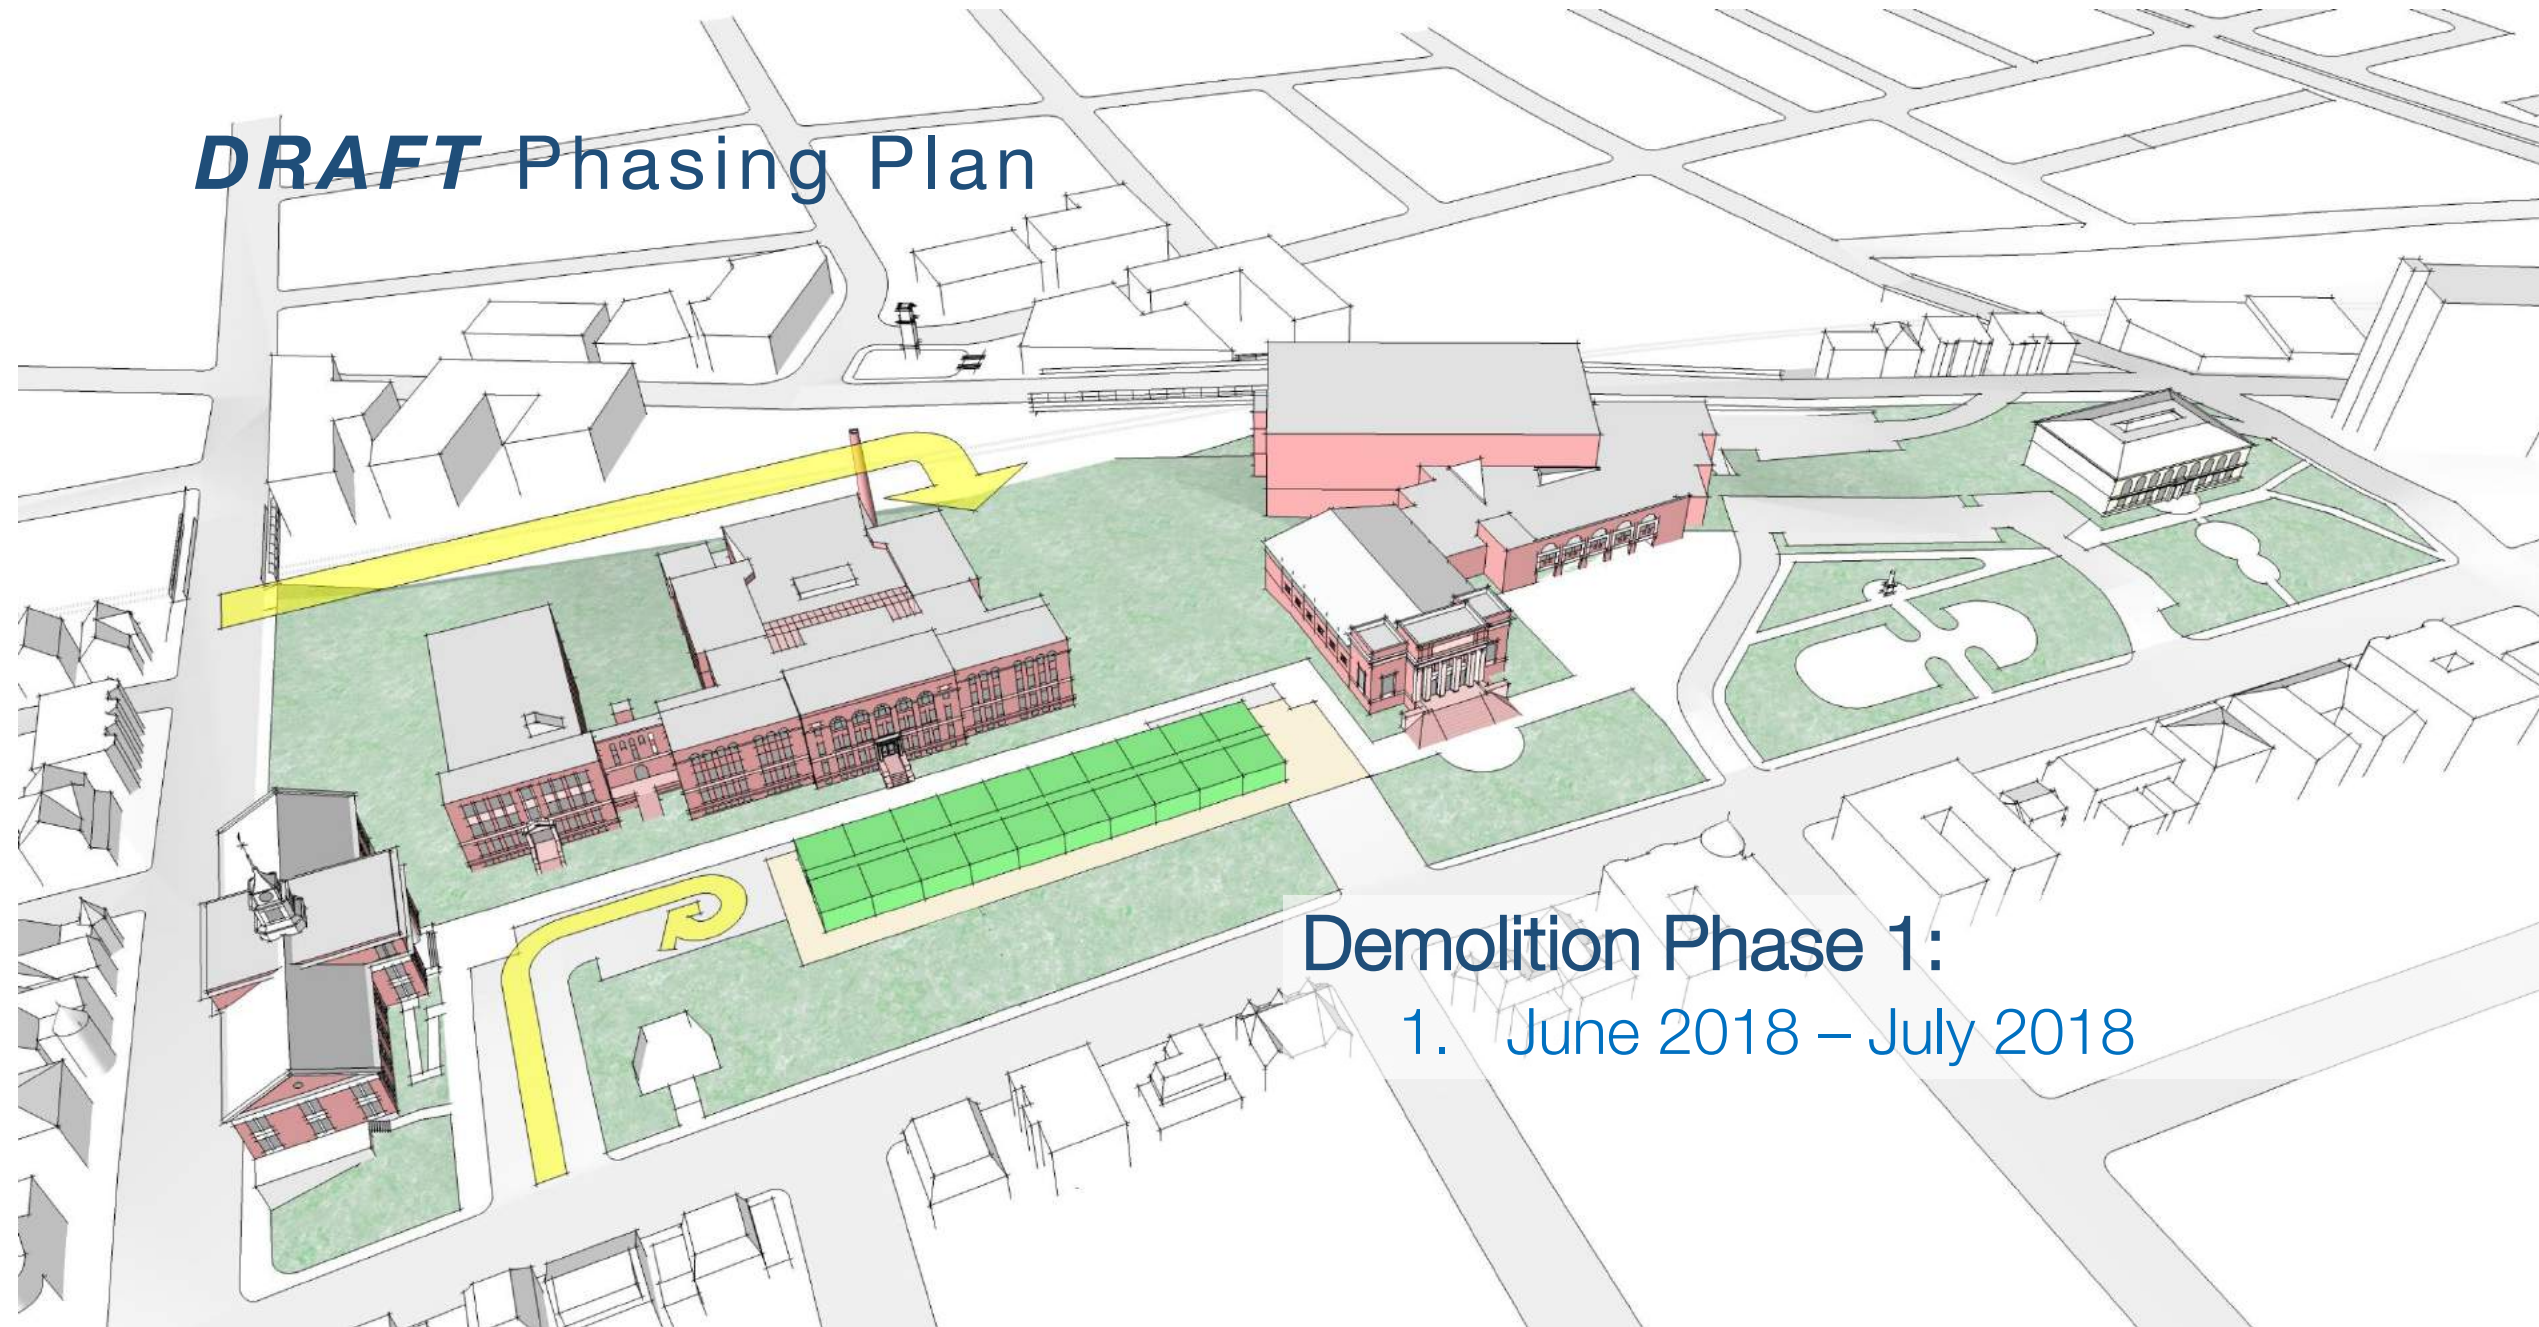 DRAFT Phasing Plan
Demolition Phase 1:
1. June 2018 – July 2018